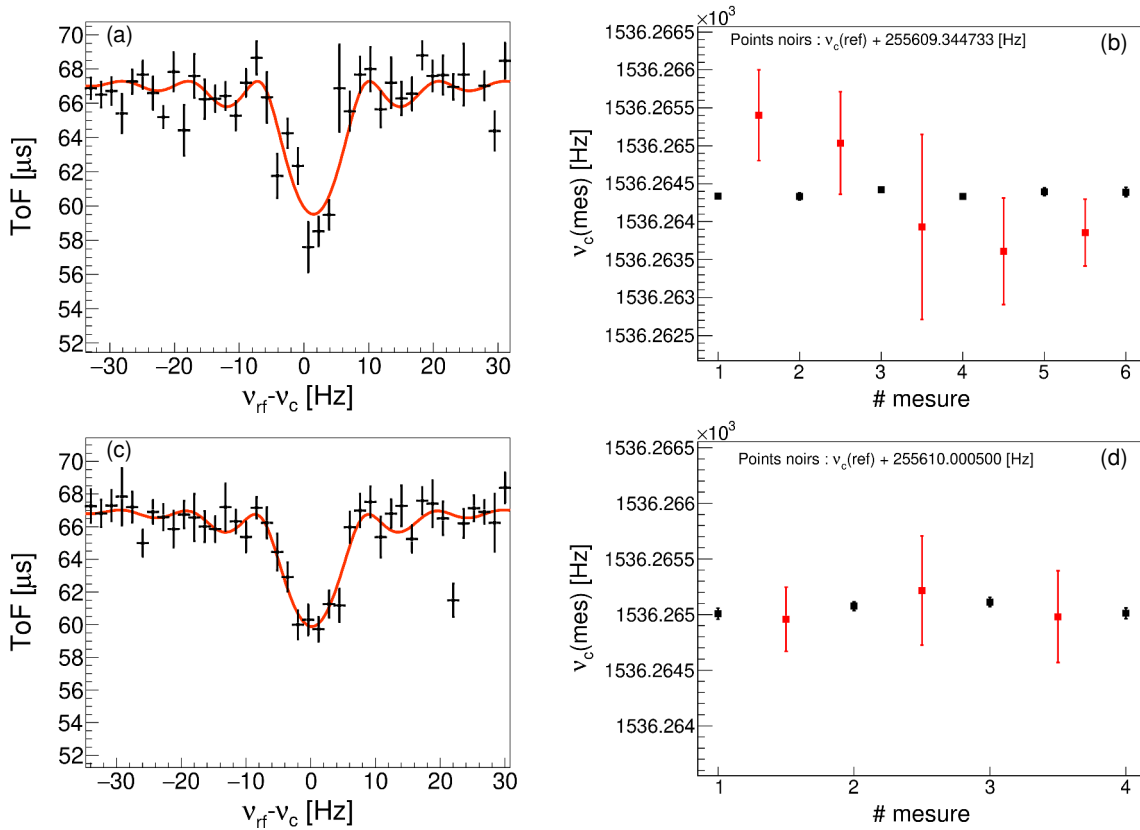 (a)
ToF [μs]
70
68
66
64
62
60
58
56
54
52
−30 −20 −10 0 10 20 30
ν_rf-ν_c [Hz]
×10³
(b)
Points noirs : ν_c(ref) + 255609.344733 [Hz]
ν_c(mes) [Hz]
1536.2665
1536.266
1536.2655
1536.265
1536.2645
1536.264
1536.2635
1536.263
1536.2625
1 2 3 4 5 6
# mesure
(c)
ToF [μs]
70
68
66
64
62
60
58
56
54
52
−30 −20 −10 0 10 20 30
ν_rf-ν_c [Hz]
×10³
(d)
Points noirs : ν_c(ref) + 255610.000500 [Hz]
ν_c(mes) [Hz]
1536.2665
1536.266
1536.2655
1536.265
1536.2645
1536.264
1 2 3 4
# mesure